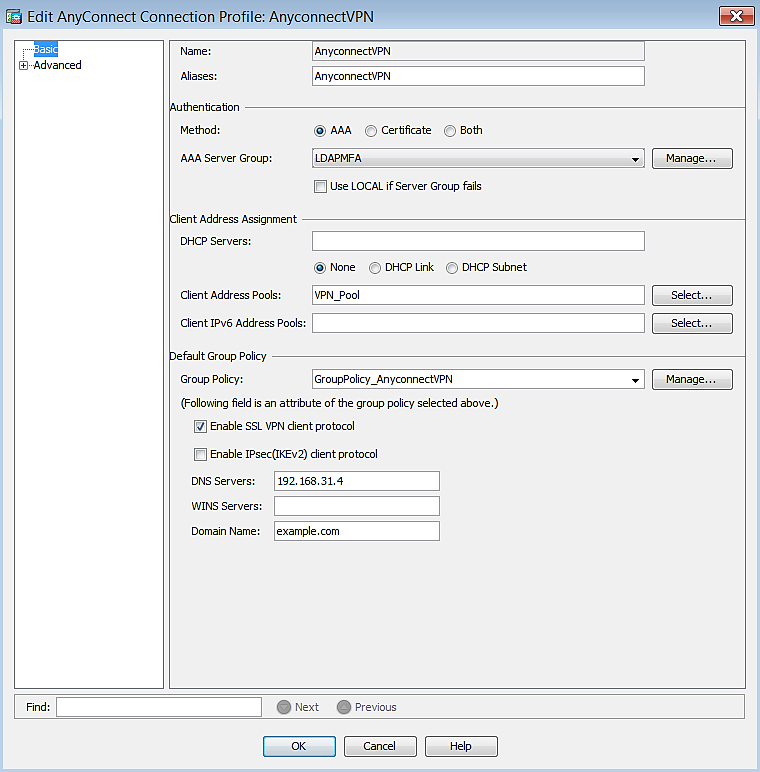 Edit AnyConnect Connection Profile: AnyconnectVPN
Basic
Advanced
Name: AnyconnectVPN
Aliases: AnyconnectVPN
Authentication
Method: AAA Certificate Both
AAA Server Group: LDAPMFA Manage...
Use LOCAL if Server Group fails
Client Address Assignment
DHCP Servers:
None DHCP Link DHCP Subnet
Client Address Pools: VPN_Pool Select...
Client IPv6 Address Pools: Select...
Default Group Policy
Group Policy: GroupPolicy_AnyconnectVPN Manage...
(Following field is an attribute of the group policy selected above.)
Enable SSL VPN client protocol
Enable IPsec(IKEv2) client protocol
DNS Servers: 192.168.31.4
WINS Servers:
Domain Name: example.com
Find: Next Previous
OK Cancel Help